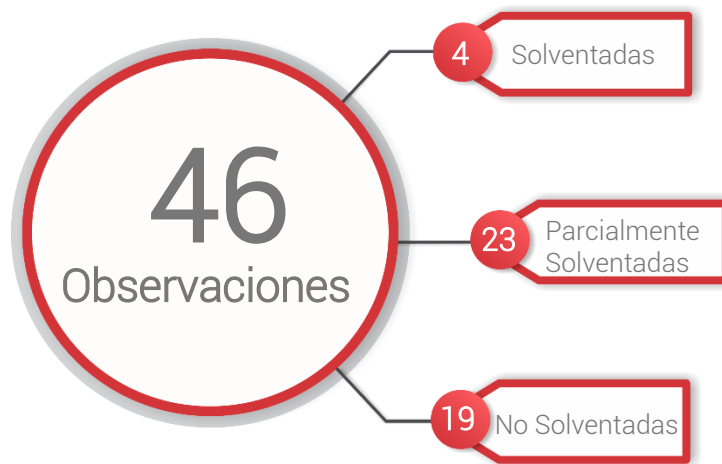 46
Observaciones
4
Solventadas
23
Parcialmente
Solventadas
19
No Solventadas